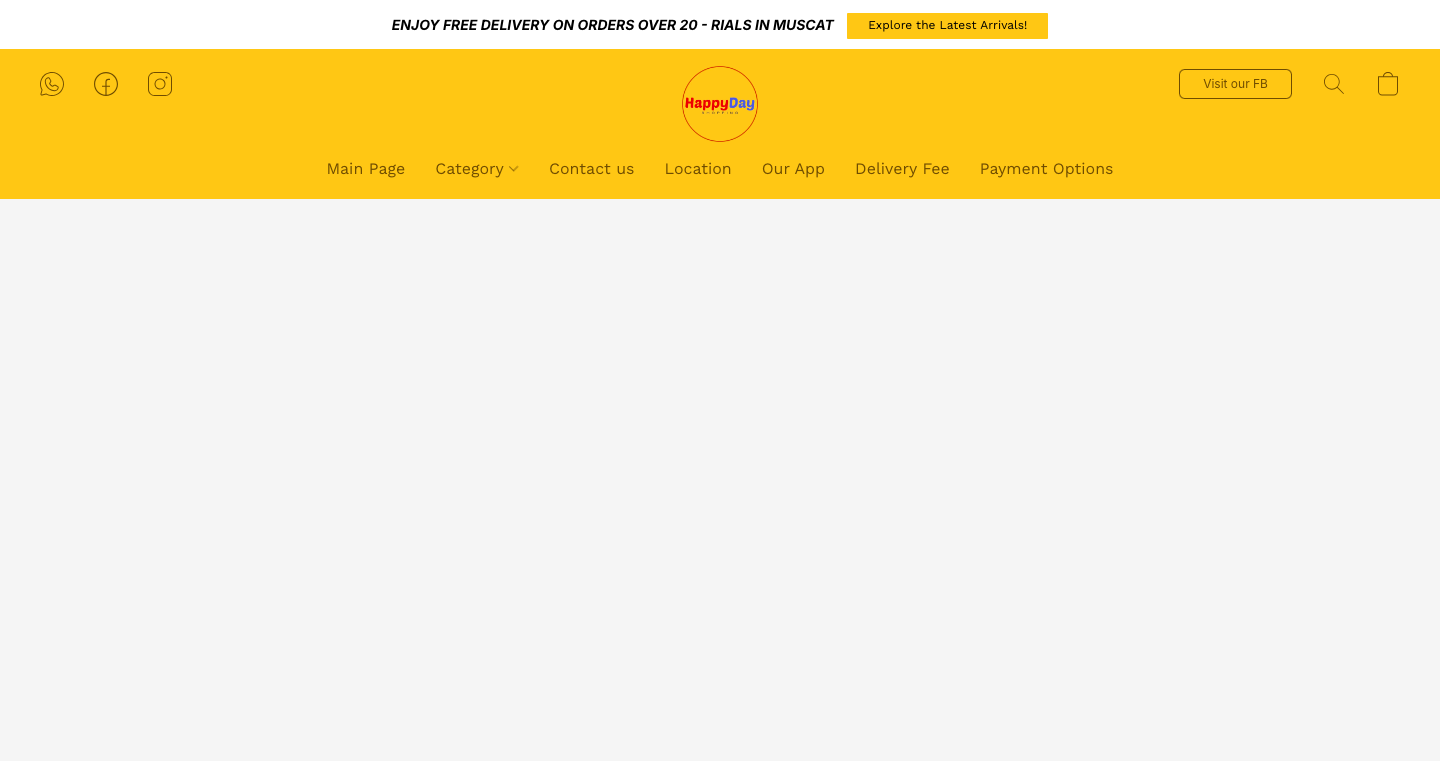 ENJOY FREE DELIVERY ON ORDERS OVER 20 - RIALS IN MUSCAT
Explore the Latest Arrivals!
Visit our FB
HappyDay
SHOPPING
Main Page
Category
Contact us
Location
Our App
Delivery Fee
Payment Options